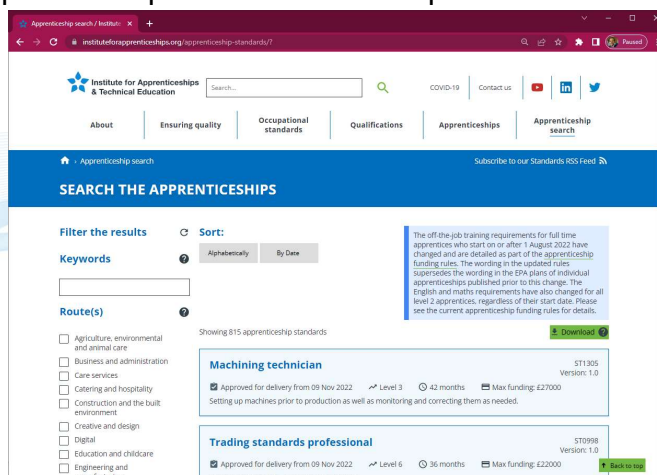 Apprenticeship search / Institute
instituteforapprenticeships.org/apprenticeship-standards/?
Paused
Institute for Apprenticeships
& Technical Education
Search...
COVID-19
Contact us
About
Ensuring quality
Occupational
standards
Qualifications
Apprenticeships
Apprenticeship
search
Apprenticeship search
Subscribe to our Standards RSS Feed
SEARCH THE APPRENTICESHIPS
Filter the results
Keywords
Route(s)
Agriculture, environmental
and animal care
Business and administration
Care services
Catering and hospitality
Construction and the built
environment
Creative and design
Digital
Education and childcare
Engineering and
Sort:
Alphabetically
By Date
The off-the-job training requirements for full time
apprentices who start on or after 1 August 2022 have
changed and are detailed as part of the apprenticeship
funding rules. The wording in the updated rules
supersedes the wording in the EPA plans of individual
apprenticeships published prior to this change. The
English and maths requirements have also changed for all
level 2 apprentices, regardless of their start date. Please
see the current apprenticeship funding rules for details.
Showing 815 apprenticeship standards
Download
Machining technician
ST1305
Version: 1.0
Approved for delivery from 09 Nov 2022 Level 3 42 months Max funding: £27000
Setting up machines prior to production as well as monitoring and correcting them as needed.
Trading standards professional
ST0998
Version: 1.0
Approved for delivery from 09 Nov 2022 Level 6 36 months Max funding: £22000
Back to top